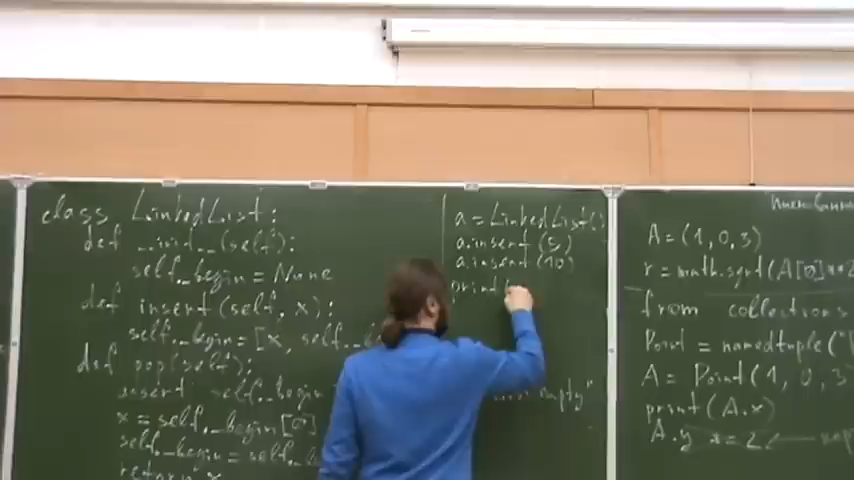 class LinkedList:
def __init__(self):
self._begin = None
def insert(self, x):
self._begin = [x, self._
def pop(self):
assert self._begin
x = self._begin[0]
self._begin = self._
return x
a = LinkedList()
a.insert(5)
a.insert(10)
print(
empty"
A = (1, 0, 3)
r = math.sqrt(A[0]**2
from collections
Point = namedtuple("
A = Point(1, 0, 3
print(A.x)
A.y = 2